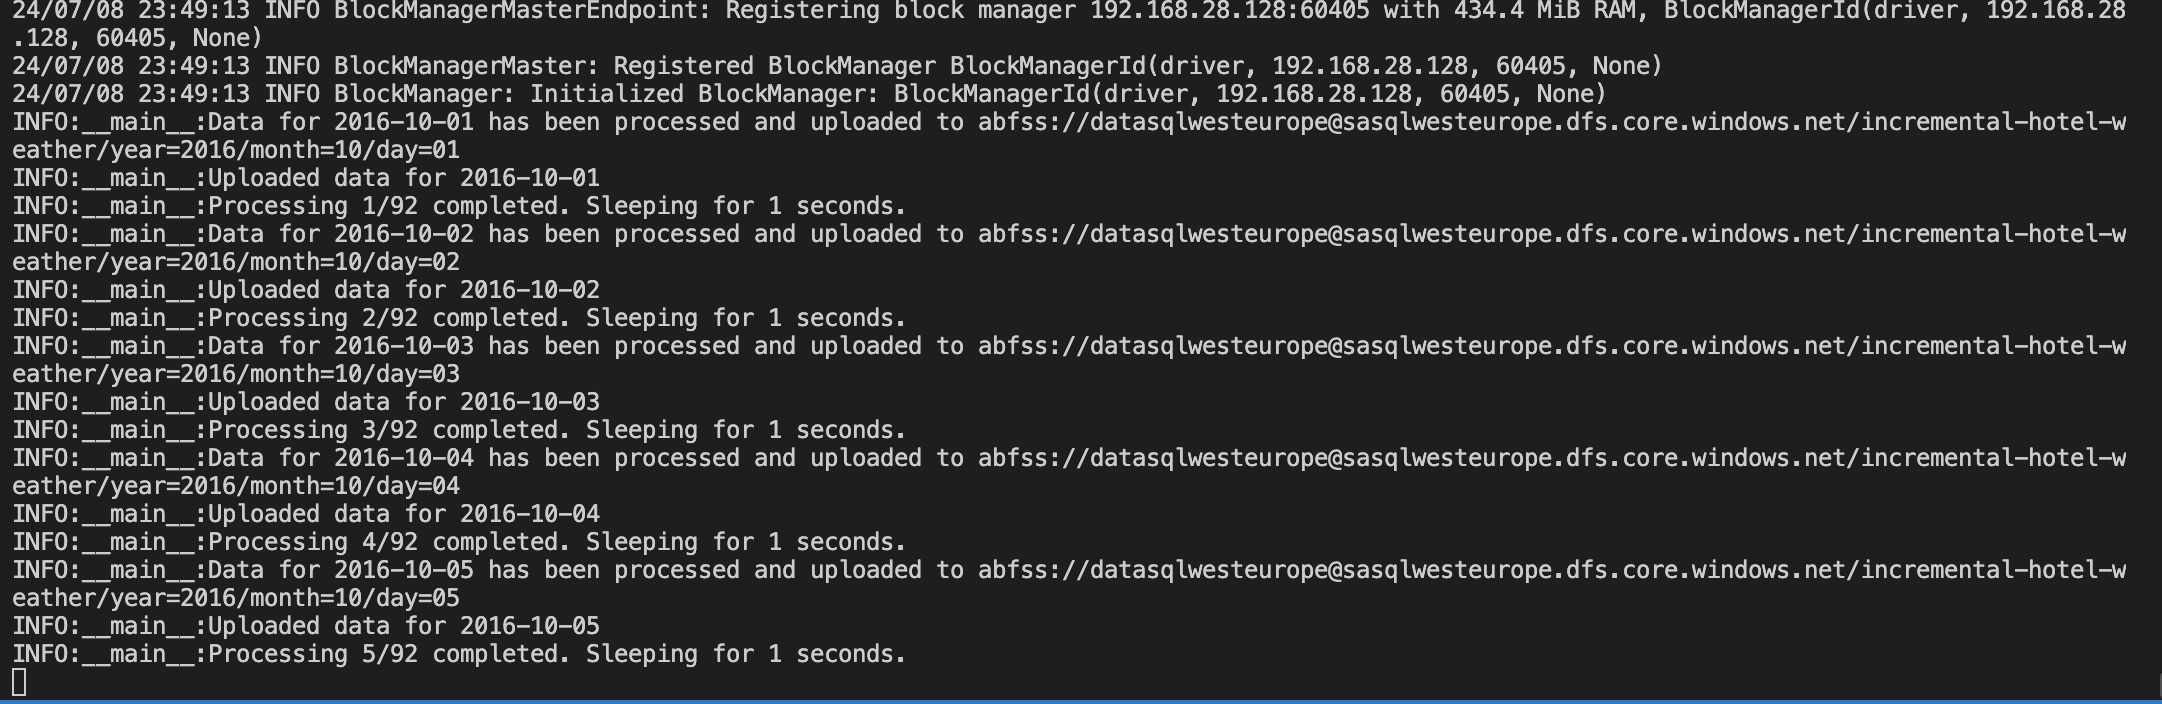 24/07/08 23:49:13 INFO BlockManagerMasterEndpoint: Registering block manager 192.168.28.128:60405 with 434.4 MiB RAM, BlockManagerId(driver, 192.168.28
.128, 60405, None)
24/07/08 23:49:13 INFO BlockManagerMaster: Registered BlockManager BlockManagerId(driver, 192.168.28.128, 60405, None)
24/07/08 23:49:13 INFO BlockManager: Initialized BlockManager: BlockManagerId(driver, 192.168.28.128, 60405, None)
INFO:__main__:Data for 2016-10-01 has been processed and uploaded to abfss://datasqlwesteurope@sasqlwesteurope.dfs.core.windows.net/incremental-hotel-w
eather/year=2016/month=10/day=01
INFO:__main__:Uploaded data for 2016-10-01
INFO:__main__:Processing 1/92 completed. Sleeping for 1 seconds.
INFO:__main__:Data for 2016-10-02 has been processed and uploaded to abfss://datasqlwesteurope@sasqlwesteurope.dfs.core.windows.net/incremental-hotel-w
eather/year=2016/month=10/day=02
INFO:__main__:Uploaded data for 2016-10-02
INFO:__main__:Processing 2/92 completed. Sleeping for 1 seconds.
INFO:__main__:Data for 2016-10-03 has been processed and uploaded to abfss://datasqlwesteurope@sasqlwesteurope.dfs.core.windows.net/incremental-hotel-w
eather/year=2016/month=10/day=03
INFO:__main__:Uploaded data for 2016-10-03
INFO:__main__:Processing 3/92 completed. Sleeping for 1 seconds.
INFO:__main__:Data for 2016-10-04 has been processed and uploaded to abfss://datasqlwesteurope@sasqlwesteurope.dfs.core.windows.net/incremental-hotel-w
eather/year=2016/month=10/day=04
INFO:__main__:Uploaded data for 2016-10-04
INFO:__main__:Processing 4/92 completed. Sleeping for 1 seconds.
INFO:__main__:Data for 2016-10-05 has been processed and uploaded to abfss://datasqlwesteurope@sasqlwesteurope.dfs.core.windows.net/incremental-hotel-w
eather/year=2016/month=10/day=05
INFO:__main__:Uploaded data for 2016-10-05
INFO:__main__:Processing 5/92 completed. Sleeping for 1 seconds.